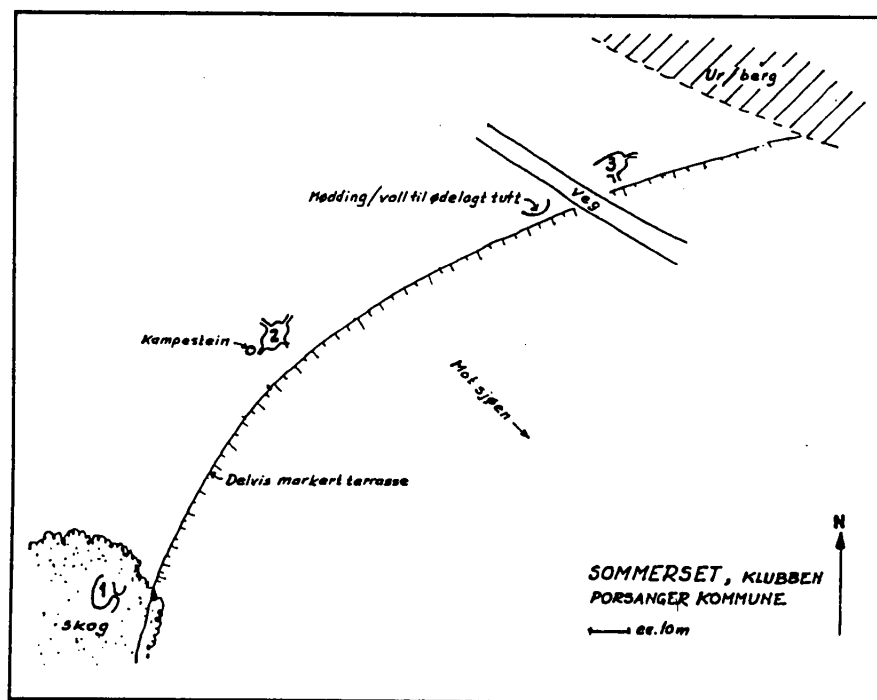 Ur/berg
3
Mødding/voll til ødelagt tuft
Veg
2
Kampestein
Mot sjøen
Delvis markert terrasse
N
1
skog
SOMMERSET, KLUBBEN
PORSANGER KOMMUNE
ca. 10m